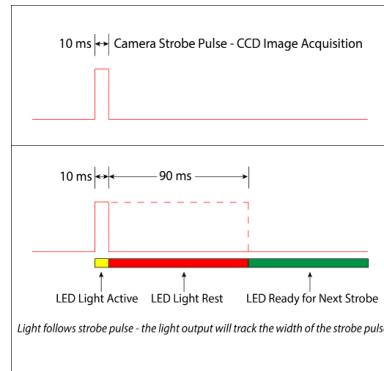 10 ms Camera Strobe Pulse - CCD Image Acquisition
10 ms 90 ms
LED Light Active LED Light Rest LED Ready for Next Strobe
Light follows strobe pulse - the light output will track the width of the strobe puls